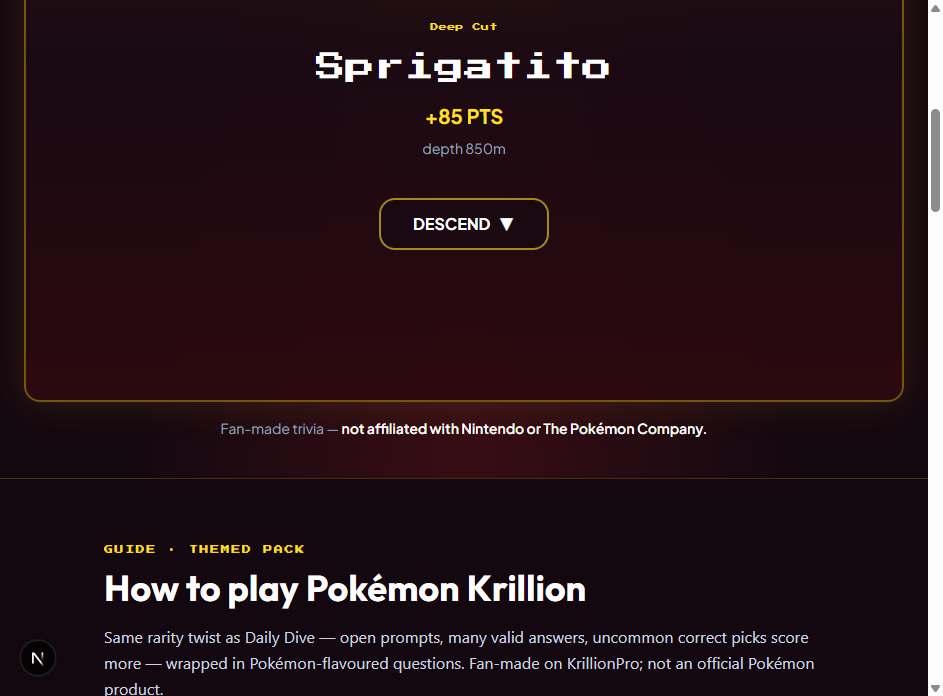 Deep Cut
Sprigatito
+85 PTS
depth 850m
DESCEND ▼
Fan-made trivia — not affiliated with Nintendo or The Pokémon Company.
GUIDE · THEMED PACK
How to play Pokémon Krillion
Same rarity twist as Daily Dive — open prompts, many valid answers, uncommon correct picks score
more — wrapped in Pokémon-flavoured questions. Fan-made on KrillionPro; not an official Pokémon
product.
N